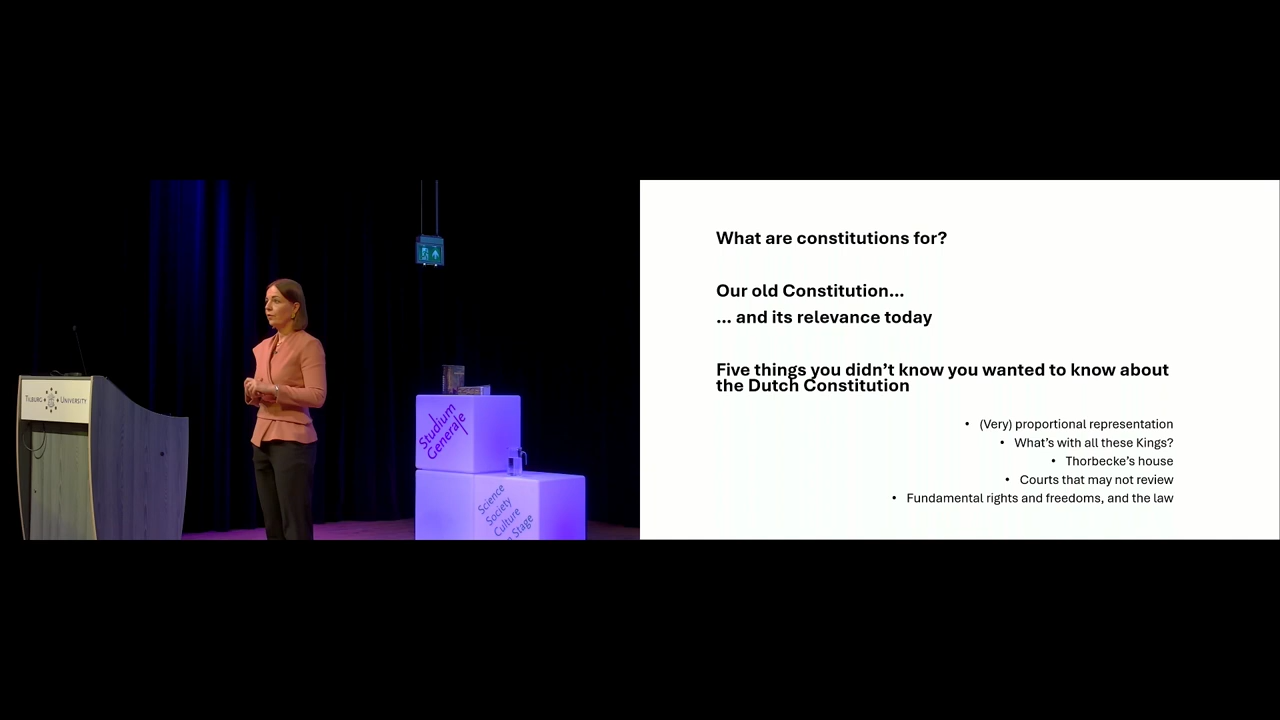 TILBURG UNIVERSITY
Studium
Generale
Science
Society
Culture
Stage
What are constitutions for?
Our old Constitution...
... and its relevance today
Five things you didn't know you wanted to know about
the Dutch Constitution
• (Very) proportional representation
• What's with all these Kings?
• Thorbecke's house
• Courts that may not review
• Fundamental rights and freedoms, and the law